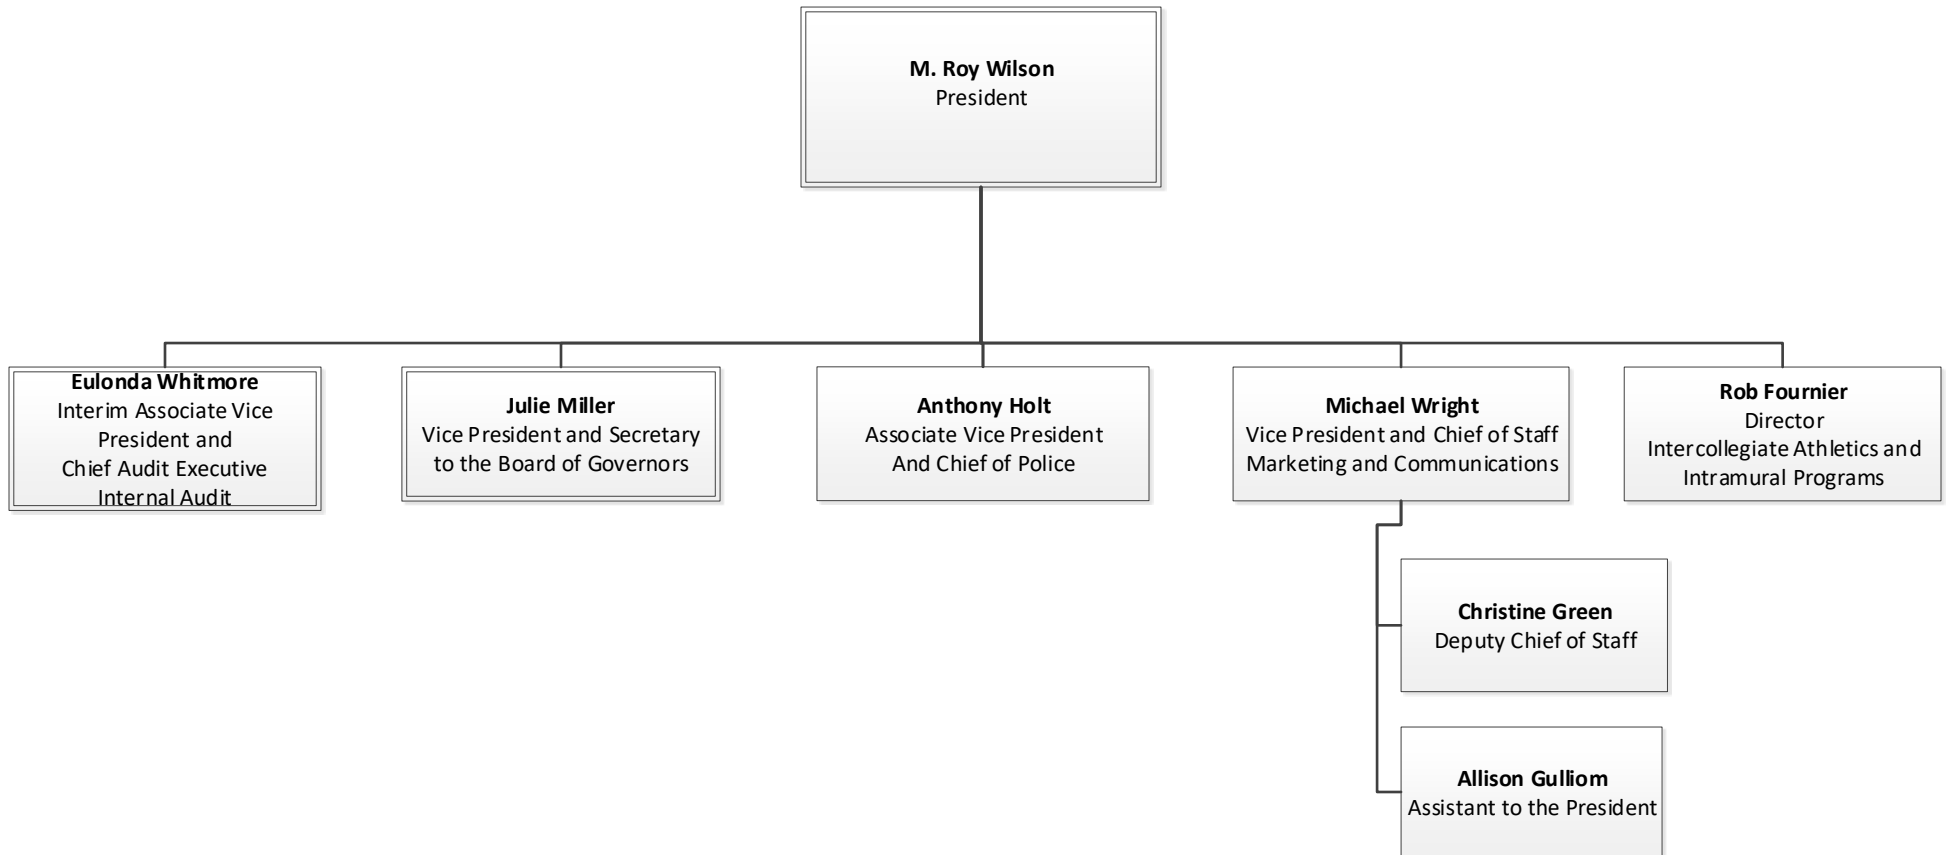 M. Roy Wilson
President
Eulonda Whitmore
Interim Associate Vice
President and
Chief Audit Executive
Internal Audit
Julie Miller
Vice President and Secretary
to the Board of Governors
Anthony Holt
Associate Vice President
And Chief of Police
Michael Wright
Vice President and Chief of Staff
Marketing and Communications
Rob Fournier
Director
Intercollegiate Athletics and
Intramural Programs
Christine Green
Deputy Chief of Staff
Allison Gulliom
Assistant to the President